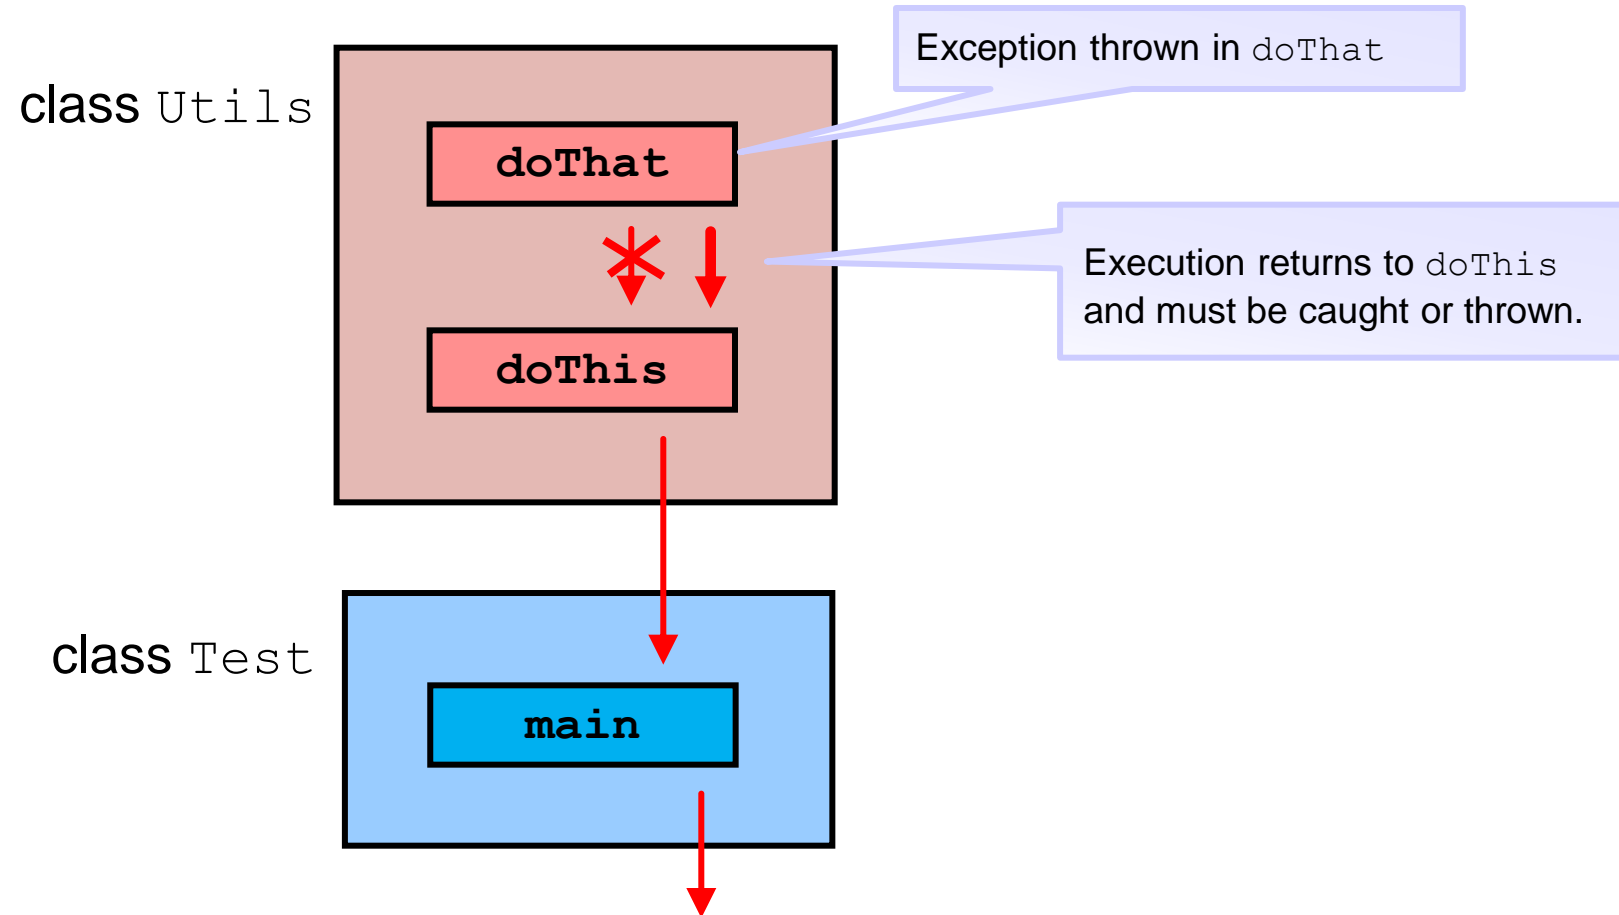 Exception thrown in doThat
class Utils
doThat
Execution returns to doThis
and must be caught or thrown.
doThis
class Test
main